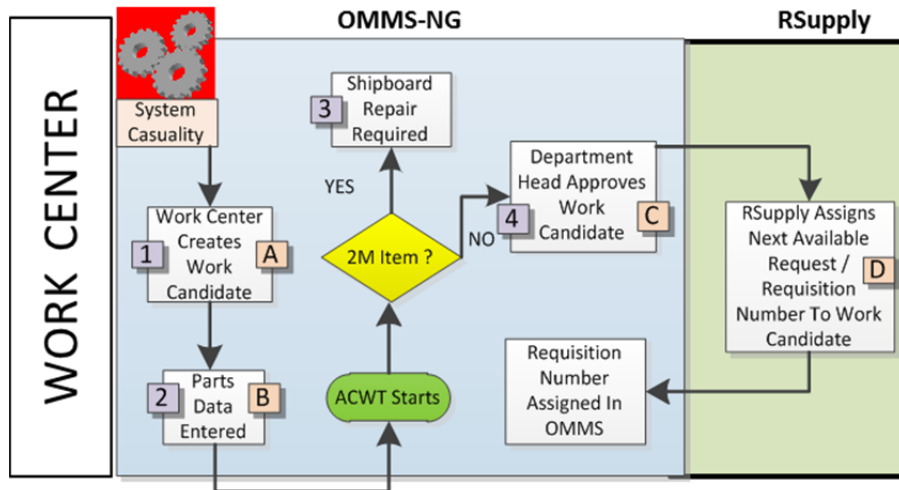 OMMS-NG
RSupply
WORK CENTER
System
Casuality
1
Work Center
Creates
Work
Candidate
A
2
Parts
Data
Entered
B
ACWT Starts
2M Item ?
YES
3
Shipboard
Repair
Required
NO
4
Department
Head Approves
Work
Candidate
C
RSupply Assigns
Next Available
Request /
Requisition
Number To Work
Candidate
D
Requisition
Number
Assigned In
OMMS